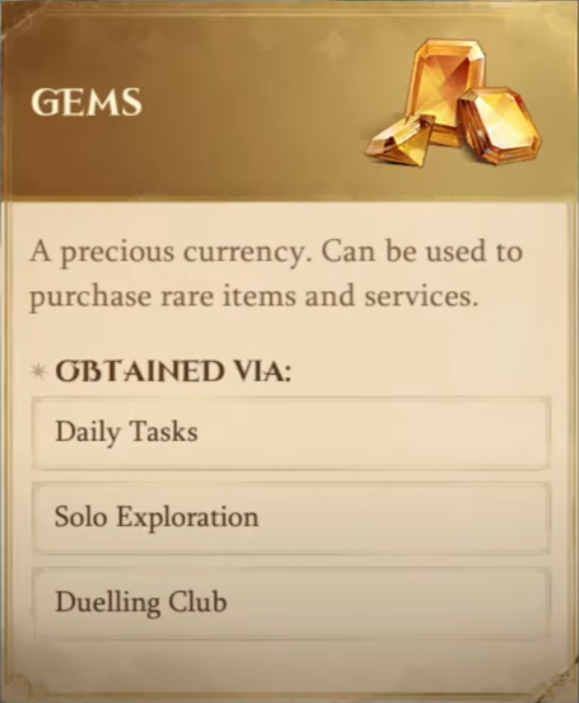 GEMS
A precious currency. Can be used to
purchase rare items and services.
OBTAINED VIA:
Daily Tasks
Solo Exploration
Duelling Club